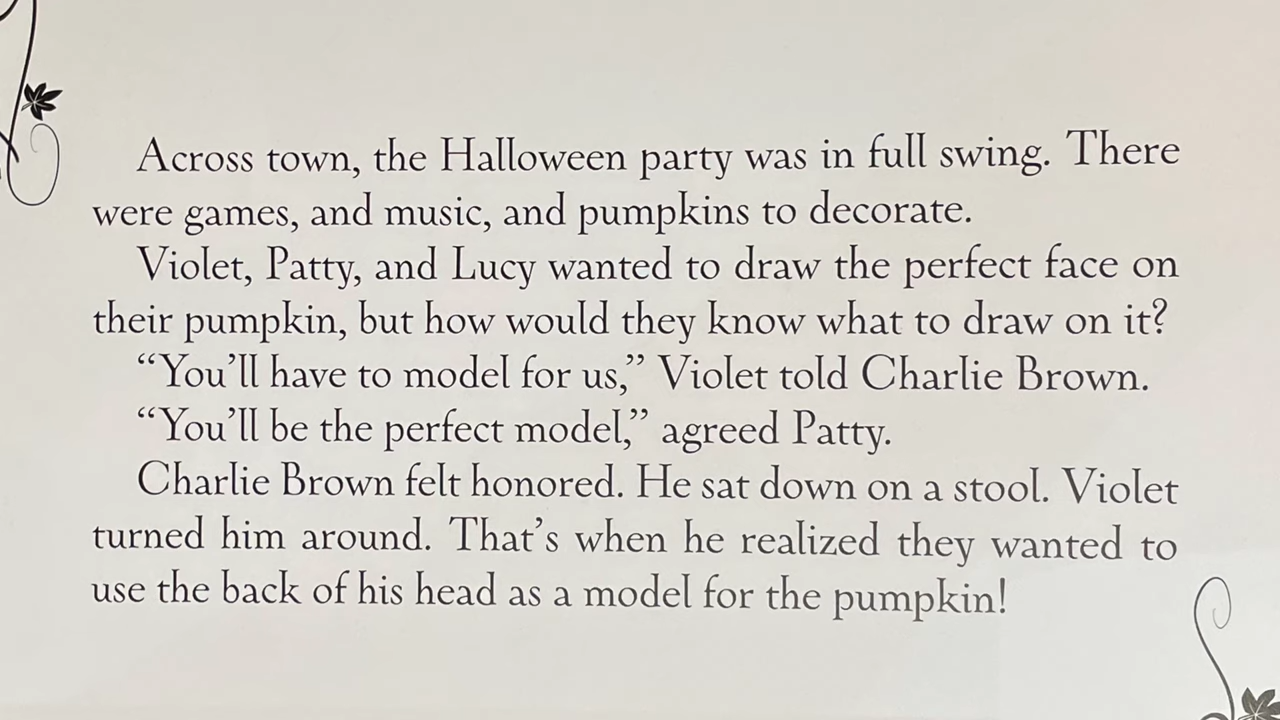 Across town, the Halloween party was in full swing. There
were games, and music, and pumpkins to decorate.
Violet, Patty, and Lucy wanted to draw the perfect face on
their pumpkin, but how would they know what to draw on it?
“You’ll have to model for us,” Violet told Charlie Brown.
“You’ll be the perfect model,” agreed Patty.
Charlie Brown felt honored. He sat down on a stool. Violet
turned him around. That’s when he realized they wanted to
use the back of his head as a model for the pumpkin!